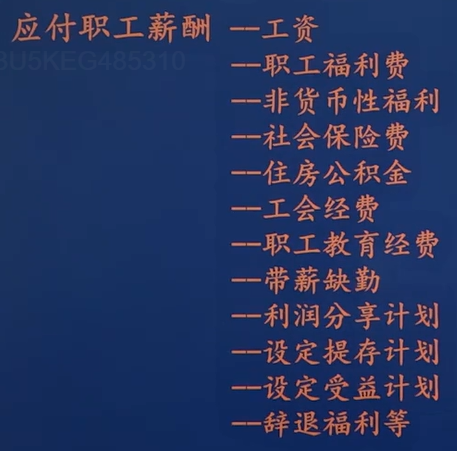 应付职工薪酬 --工资
--职工福利费
--非货币性福利
--社会保险费
--住房公积金
--工会经费
--职工教育经费
--带薪缺勤
--利润分享计划
--设定提存计划
--设定受益计划
--辞退福利等